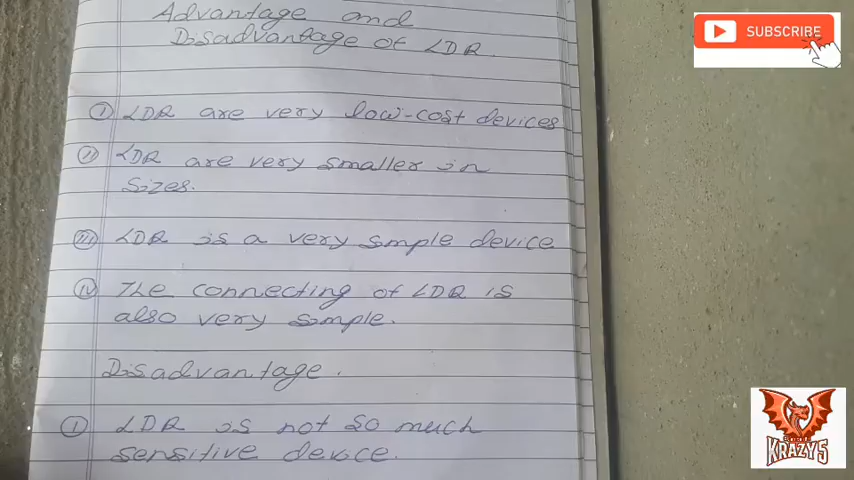 Advantage and
Disadvantage of LDR.
SUBSCRIBE
(i) LDR are very low-cost devices
(ii) LDR are very smaller in
sizes.
(iii) LDR is a very simple device
(iv) The connecting of LDR is
also very simple.
Disadvantage.
(i) LDR is not so much
sensitive device.
KRAZY5